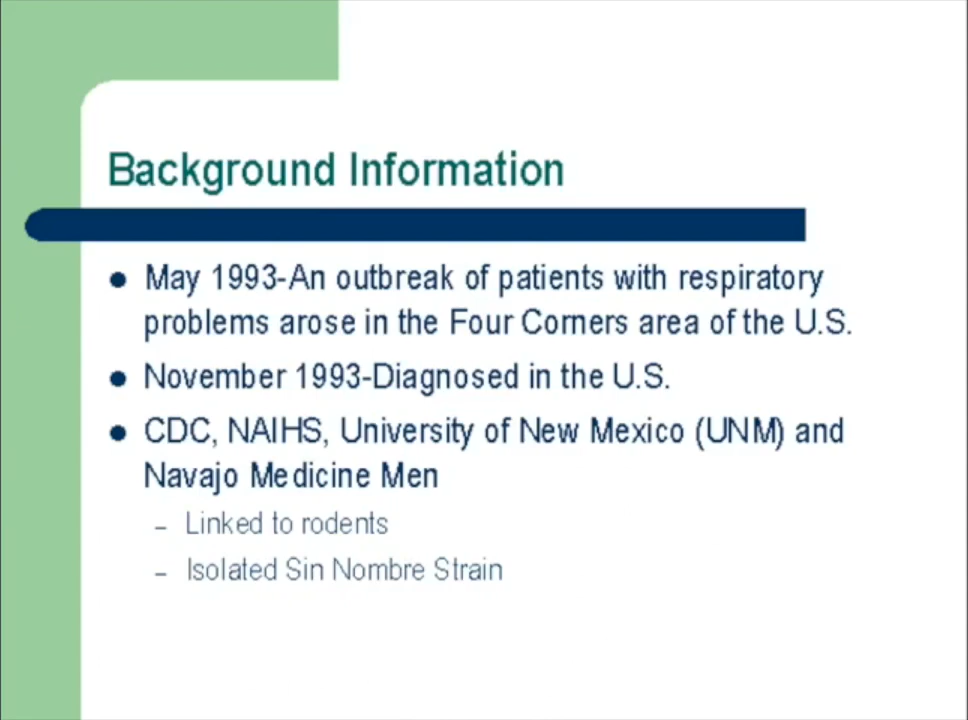 Background Information
● May 1993-An outbreak of patients with respiratory
problems arose in the Four Corners area of the U.S.
● November 1993-Diagnosed in the U.S.
● CDC, NAIHS, University of New Mexico (UNM) and
Navajo Medicine Men
– Linked to rodents
– Isolated Sin Nombre Strain